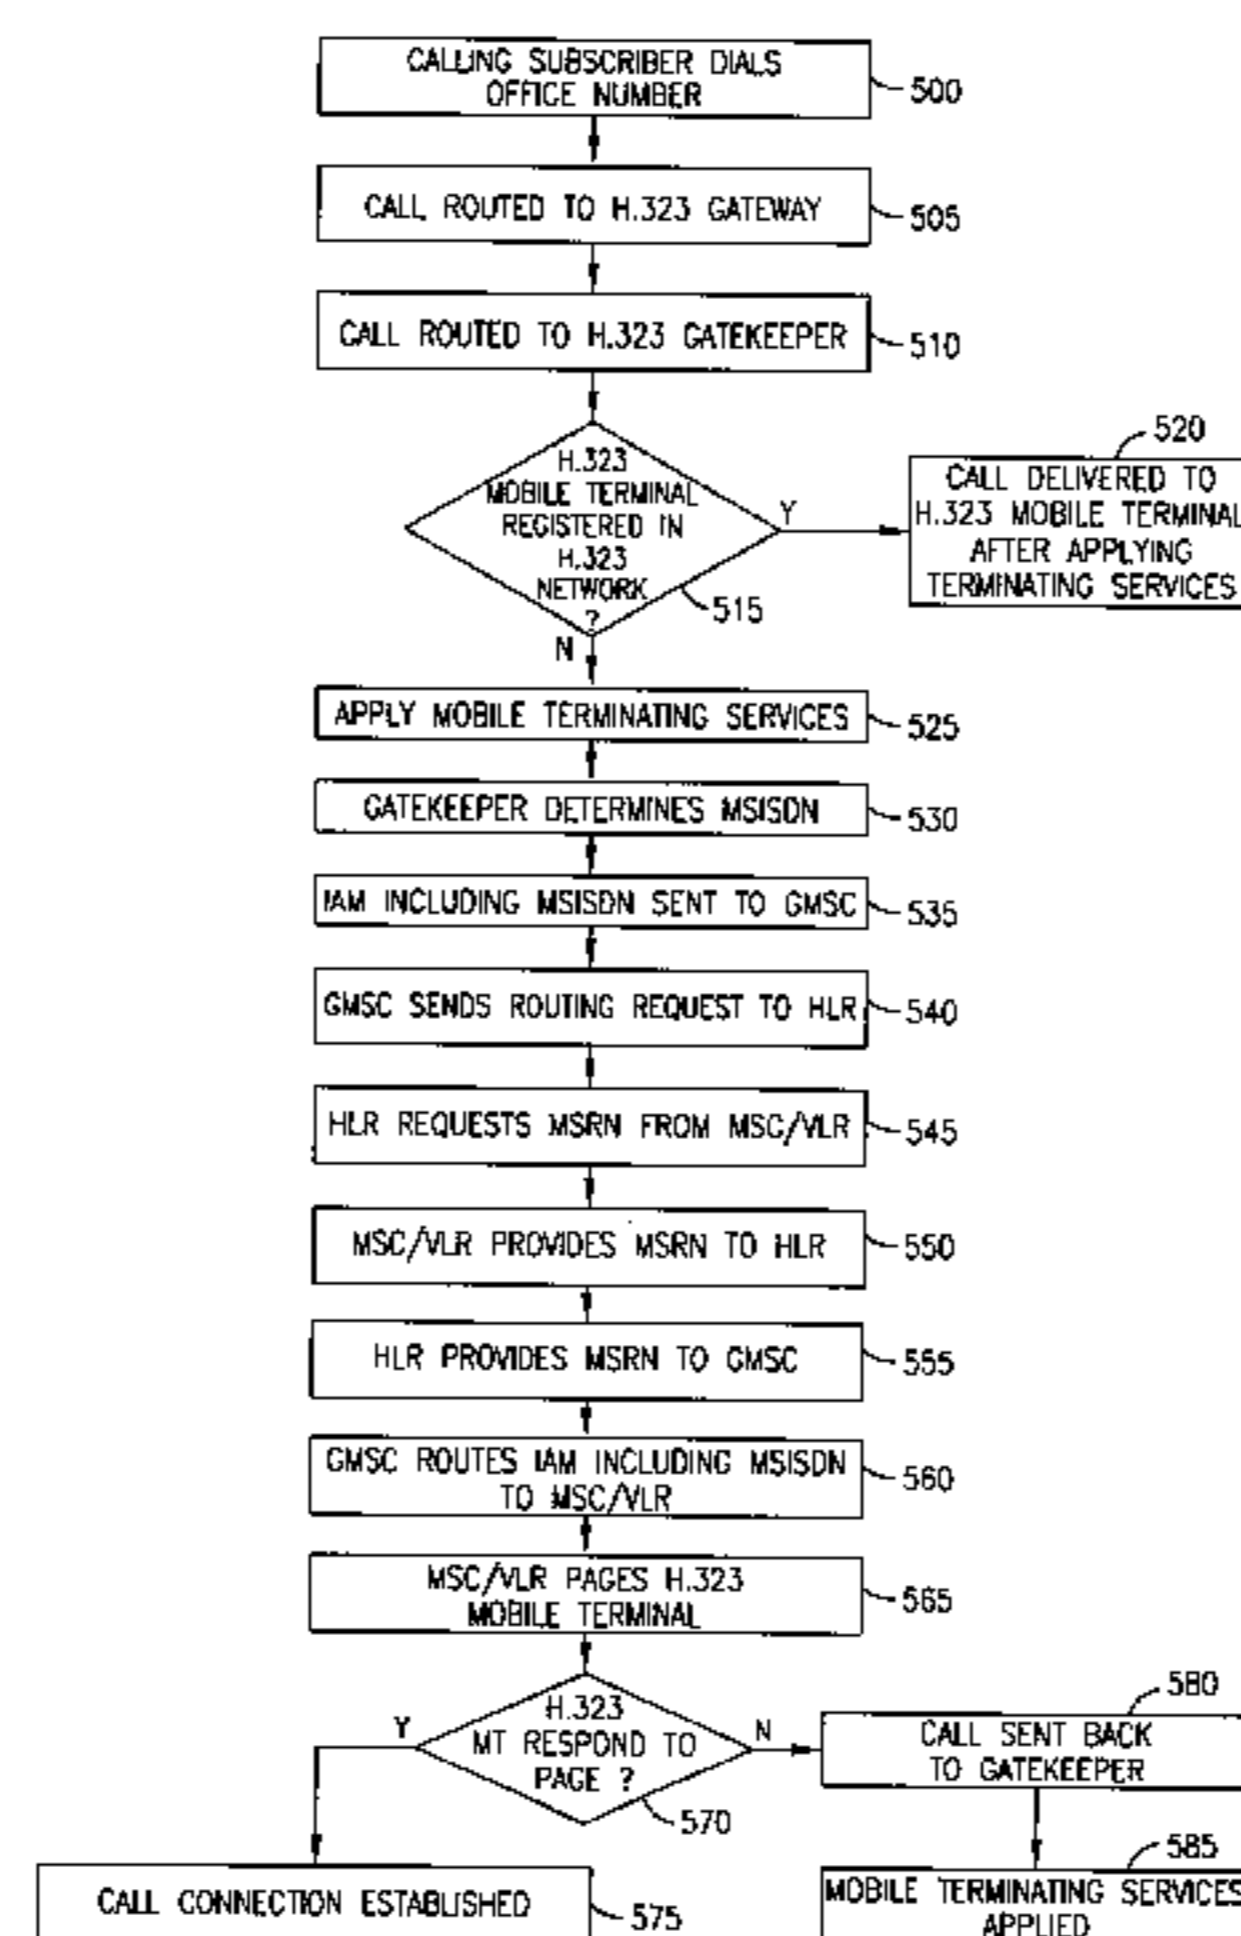 CALLING SUBSCRIBER DIALS
OFFICE NUMBER
500
CALL ROUTED TO H.323 GATEWAY
505
CALL ROUTED TO H.323 GATEKEEPER
510
H.323
MOBILE TERMINAL
REGISTERED IN
H.323
NETWORK
?
515
Y
520
CALL DELIVERED TO
H.323 MOBILE TERMINAL
AFTER APPLYING
TERMINATING SERVICES
N
APPLY MOBILE TERMINATING SERVICES
525
GATEKEEPER DETERMINES MSISDN
530
IAM INCLUDING MSISDN SENT TO GMSC
535
GMSC SENDS ROUTING REQUEST TO HLR
540
HLR REQUESTS MSRN FROM MSC/VLR
545
MSC/VLR PROVIDES MSRN TO HLR
550
HLR PROVIDES MSRN TO GMSC
555
GMSC ROUTES IAM INCLUDING MSISDN
TO MSC/VLR
560
MSC/VLR PAGES H.323
MOBILE TERMINAL
565
H.323
MT RESPOND TO
PAGE ?
570
Y
N
580
CALL SENT BACK
TO GATEKEEPER
CALL CONNECTION ESTABLISHED
575
585
MOBILE TERMINATING SERVICES
APPLIED